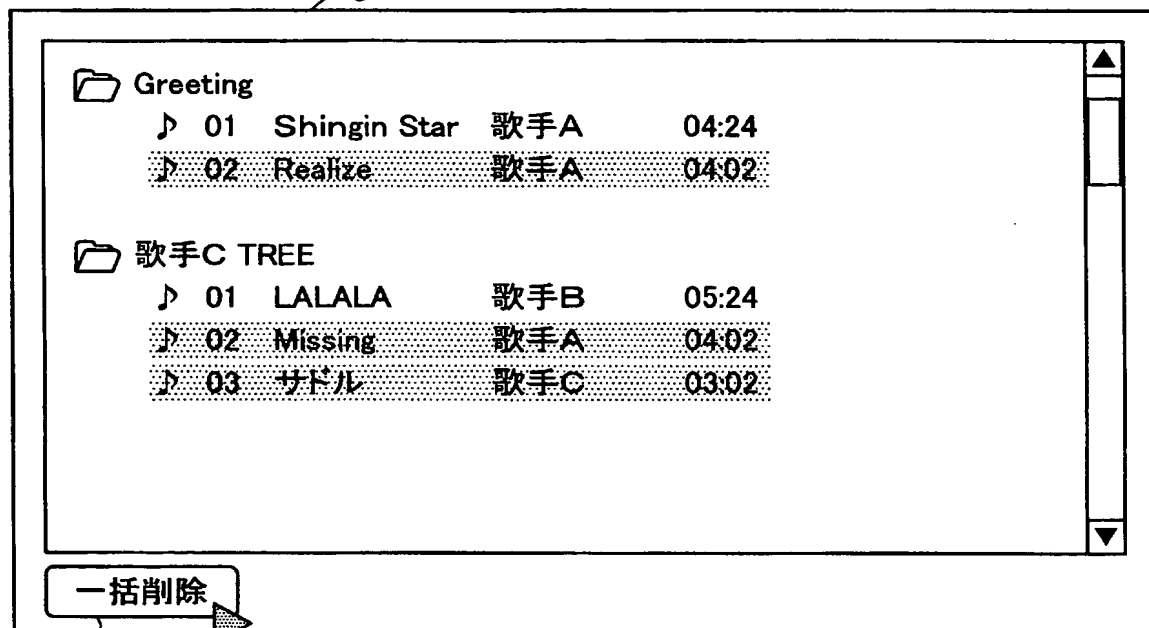 Greeting
♪ 01 Shingin Star 歌手A 04:24
♪ 02 Realize 歌手A 04:02
歌手C TREE
♪ 01 LALALA 歌手B 05:24
♪ 02 Missing 歌手A 04:02
♪ 03 サドル 歌手C 03:02
一括削除